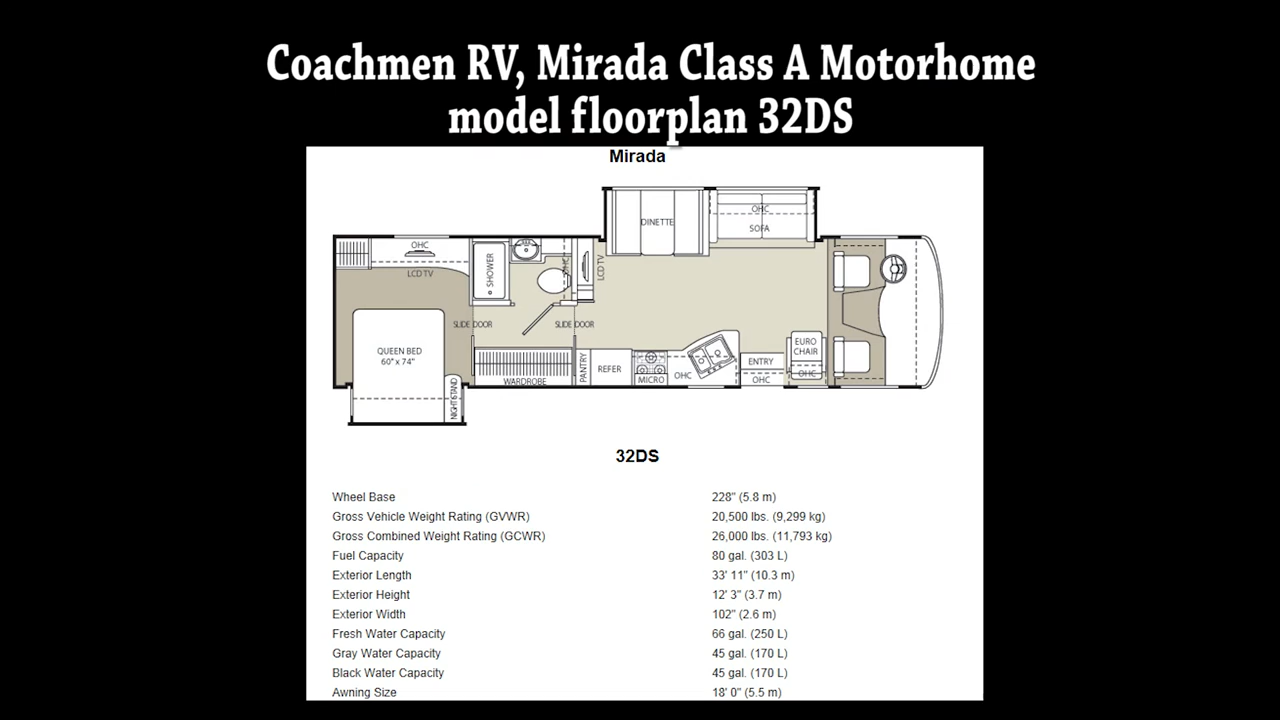 Coachmen RV, Mirada Class A Motorhome
model floorplan 32DS
Mirada
DINETTE
OHC
SOFA
OHC
LCD TV
SHOWER
OHC
LCD TV
SLIDE DOOR
SLIDE DOOR
QUEEN BED
60" x 74"
NIGHTSTAND
WARDROBE
PANTRY
REFER
MICRO
OHC
ENTRY
OHC
EURO
CHAIR
OHC
32DS
Wheel Base 228" (5.8 m)
Gross Vehicle Weight Rating (GVWR) 20,500 lbs. (9,299 kg)
Gross Combined Weight Rating (GCWR) 26,000 lbs. (11,793 kg)
Fuel Capacity 80 gal. (303 L)
Exterior Length 33' 11" (10.3 m)
Exterior Height 12' 3" (3.7 m)
Exterior Width 102" (2.6 m)
Fresh Water Capacity 66 gal. (250 L)
Gray Water Capacity 45 gal. (170 L)
Black Water Capacity 45 gal. (170 L)
Awning Size 18' 0" (5.5 m)